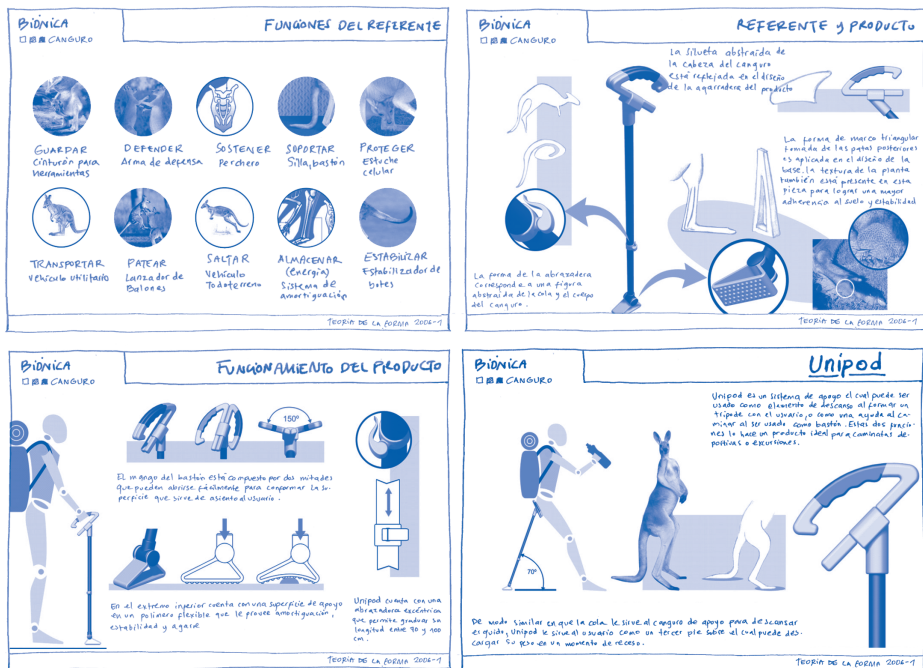 BIÓNICA
CANGURO
FUNCIONES DEL REFERENTE
GUARDAR
Cinturón para
herramientas
DEFENDER
Arma de defensa
SOSTENER
Perchero
SOPORTAR
Silla, bastón
PROTEGER
Estuche
celular
TRANSPORTAR
Vehículo utilitario
PATEAR
Lanzador de
Balones
SALTAR
Vehículo
Todoterreno
ALMACENAR
(energía)
Sistema de
amortiguación
ESTABILIZAR
Estabilizador de
botes
TEORÍA DE LA FORMA 2006-1
BIÓNICA
CANGURO
REFERENTE y PRODUCTO
La silueta abstraída de
la cabeza del canguro
está reflejada en el diseño
de la agarradera del producto
La forma de marco triangular
tomada de las patas posteriores
es aplicada en el diseño de la
base. la textura de la planta
también está presente en esta
pieza para lograr una mayor
adherencia al suelo y estabilidad
La forma de la abrazadera
corresponde a una figura
abstraída de la cola y el cuerpo
del canguro.
TEORÍA DE LA FORMA 2006-1
BIÓNICA
CANGURO
FUNCIONAMIENTO DEL PRODUCTO
150º
El mango del bastón está compuesto por dos mitades
que pueden abrirse fácilmente para conformar la su-
perficie que sirve de asiento al usuario.
En el extremo inferior cuenta con una superficie de apoyo
en un polímero flexible que le provee amortiguación,
estabilidad y agarre
Unipod cuenta con una
abrazadera excéntrica
que permite graduar su
longitud entre 90 y 100
cm.
TEORÍA DE LA FORMA 2006-1
BIÓNICA
CANGURO
Unipod
Unipod es un sistema de apoyo el cual puede ser
usado como elemento de descanso al formar un
trípode con el usuario, o como una ayuda al ca-
minar al ser usado como bastón. Estas dos funcio-
nes lo hace un producto ideal para caminatas de-
portivas o excursiones.
70º
De modo similar en que la cola le sirve al canguro de apoyo para descansar
erguido, Unipod le sirve al usuario como un tercer pie sobre el cual puede des-
cargar su peso en un momento de receso.
TEORÍA DE LA FORMA 2006-1